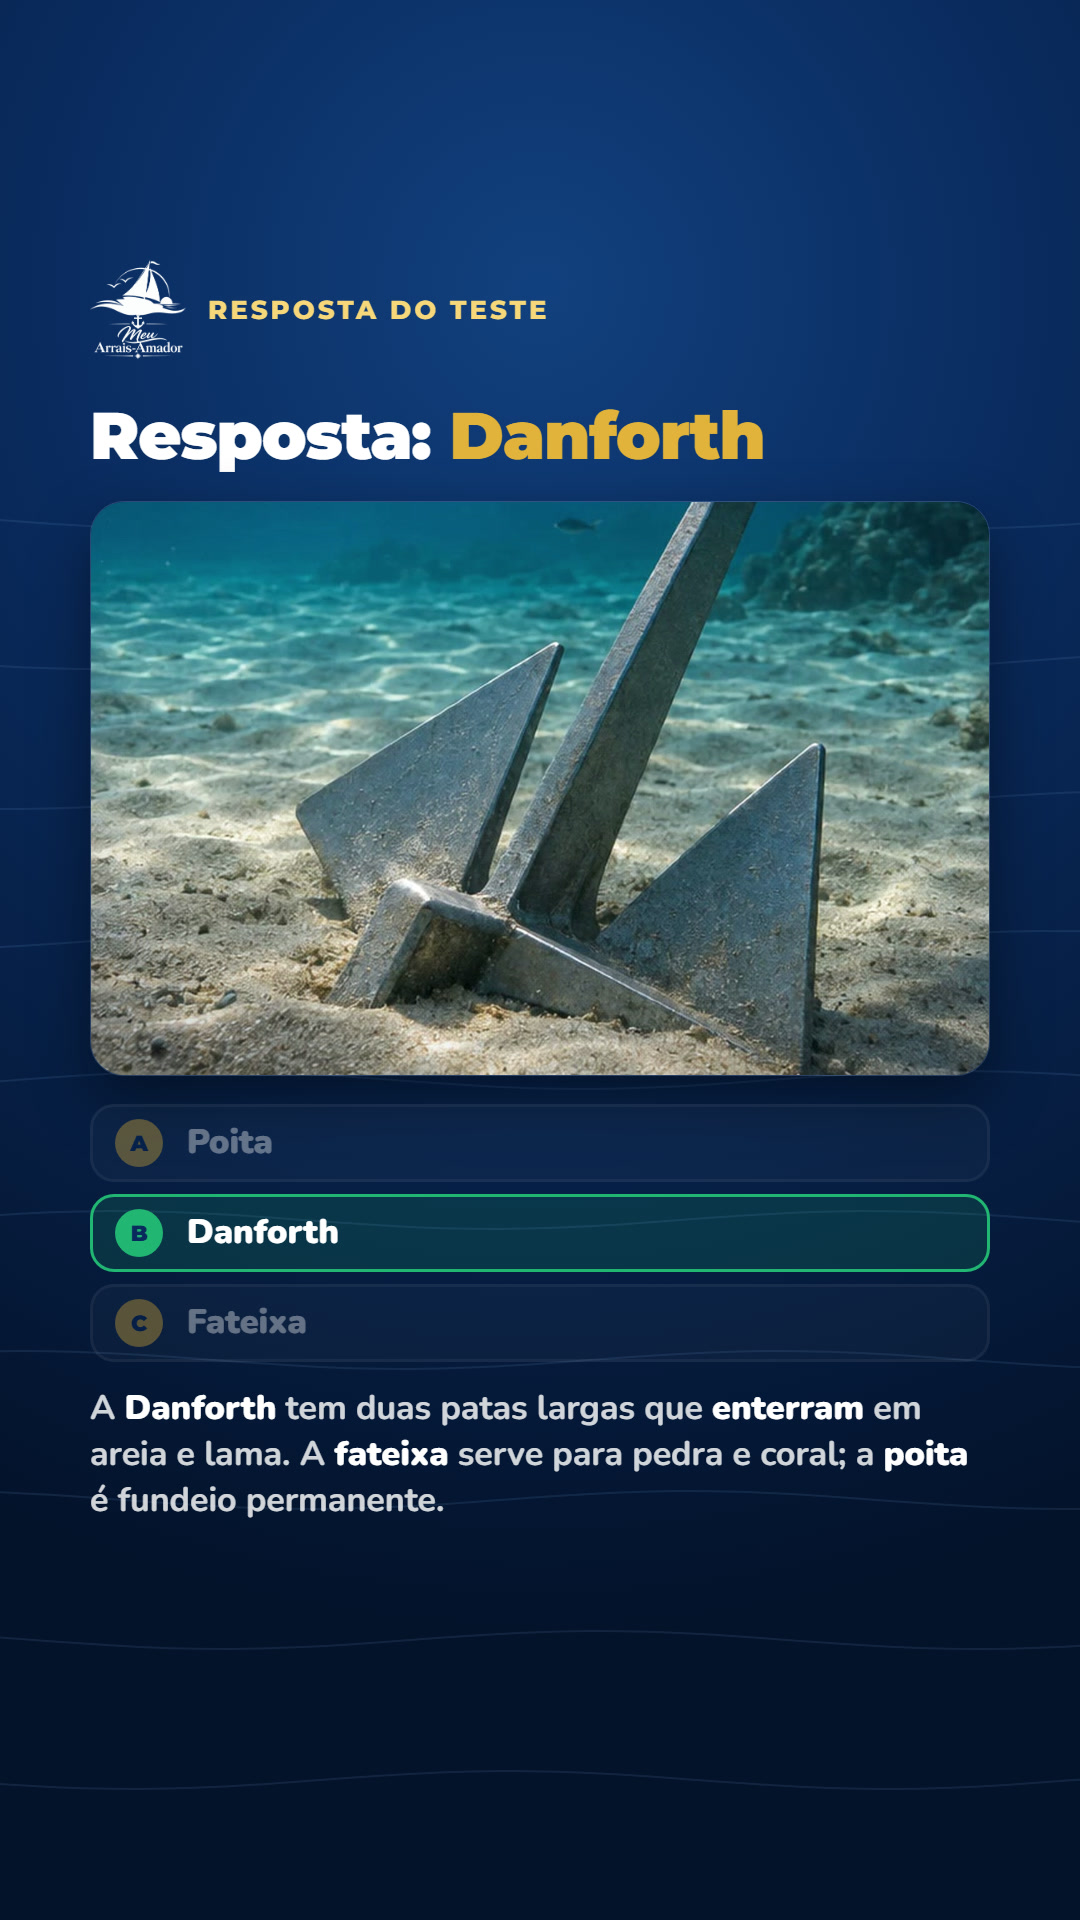 Meu
Arrais-Amador
RESPOSTA DO TESTE
Resposta: Danforth
A Poita
B Danforth
C Fateixa
A Danforth tem duas patas largas que enterram em
areia e lama. A fateixa serve para pedra e coral; a poita
é fundeio permanente.